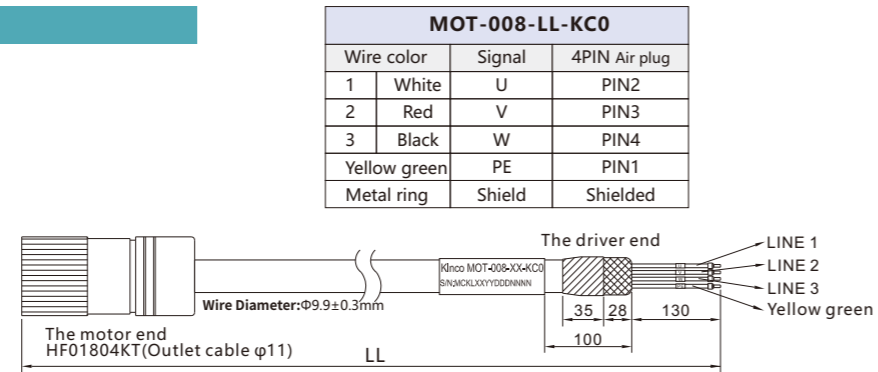 MOT-008-LL-KC0
Wire color Signal 4PIN Air plug
1 White U PIN2
2 Red V PIN3
3 Black W PIN4
Yellow green PE PIN1
Metal ring Shield Shielded
The driver end
LINE 1
LINE 2
LINE 3
Yellow green
KInco MOT-008-XX-KC0
S/N;MCKLXXYYDDDNNNN
Wire Diameter:Φ9.9±0.3mm
35 28 130
100
The motor end
HF01804KT(Outlet cable φ11)
LL